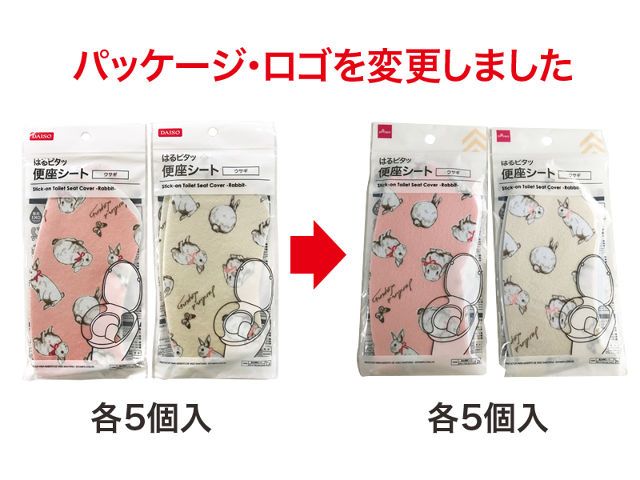 パッケージ・ロゴを変更しました
DAISO
はるピタッ
便座シート
ウサギ
Stick-on Toilet Seat Cover -Rabbit-
DAISO
はるピタッ
便座シート
ウサギ
Stick-on Toilet Seat Cover -Rabbit-
はるピタッ
便座シート
ウサギ
Stick-on Toilet Seat Cover -Rabbit-
はるピタッ
便座シート
ウサギ
Stick-on Toilet Seat Cover -Rabbit-
各5個入
各5個入